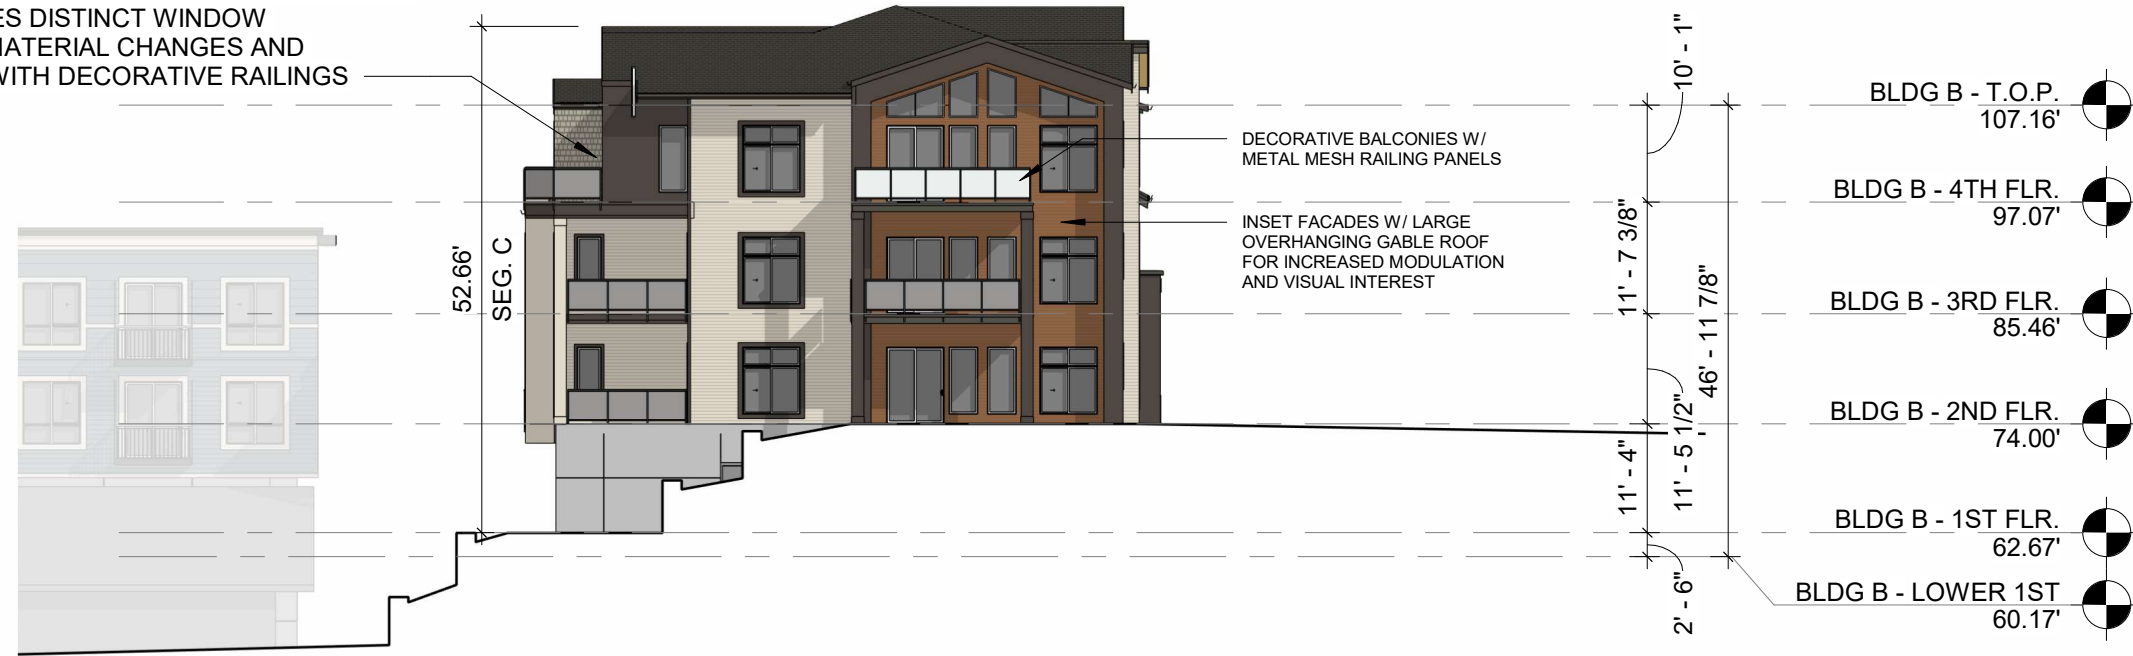 ES DISTINCT WINDOW
MATERIAL CHANGES AND
WITH DECORATIVE RAILINGS
52.66'
SEG. C
DECORATIVE BALCONIES W/
METAL MESH RAILING PANELS
INSET FACADES W/ LARGE
OVERHANGING GABLE ROOF
FOR INCREASED MODULATION
AND VISUAL INTEREST
10' - 1"
11' - 7 3/8"
46' - 11 7/8"
11' - 5 1/2"
11' - 4"
2' - 6"
BLDG B - T.O.P.
107.16'
BLDG B - 4TH FLR.
97.07'
BLDG B - 3RD FLR.
85.46'
BLDG B - 2ND FLR.
74.00'
BLDG B - 1ST FLR.
62.67'
BLDG B - LOWER 1ST
60.17'